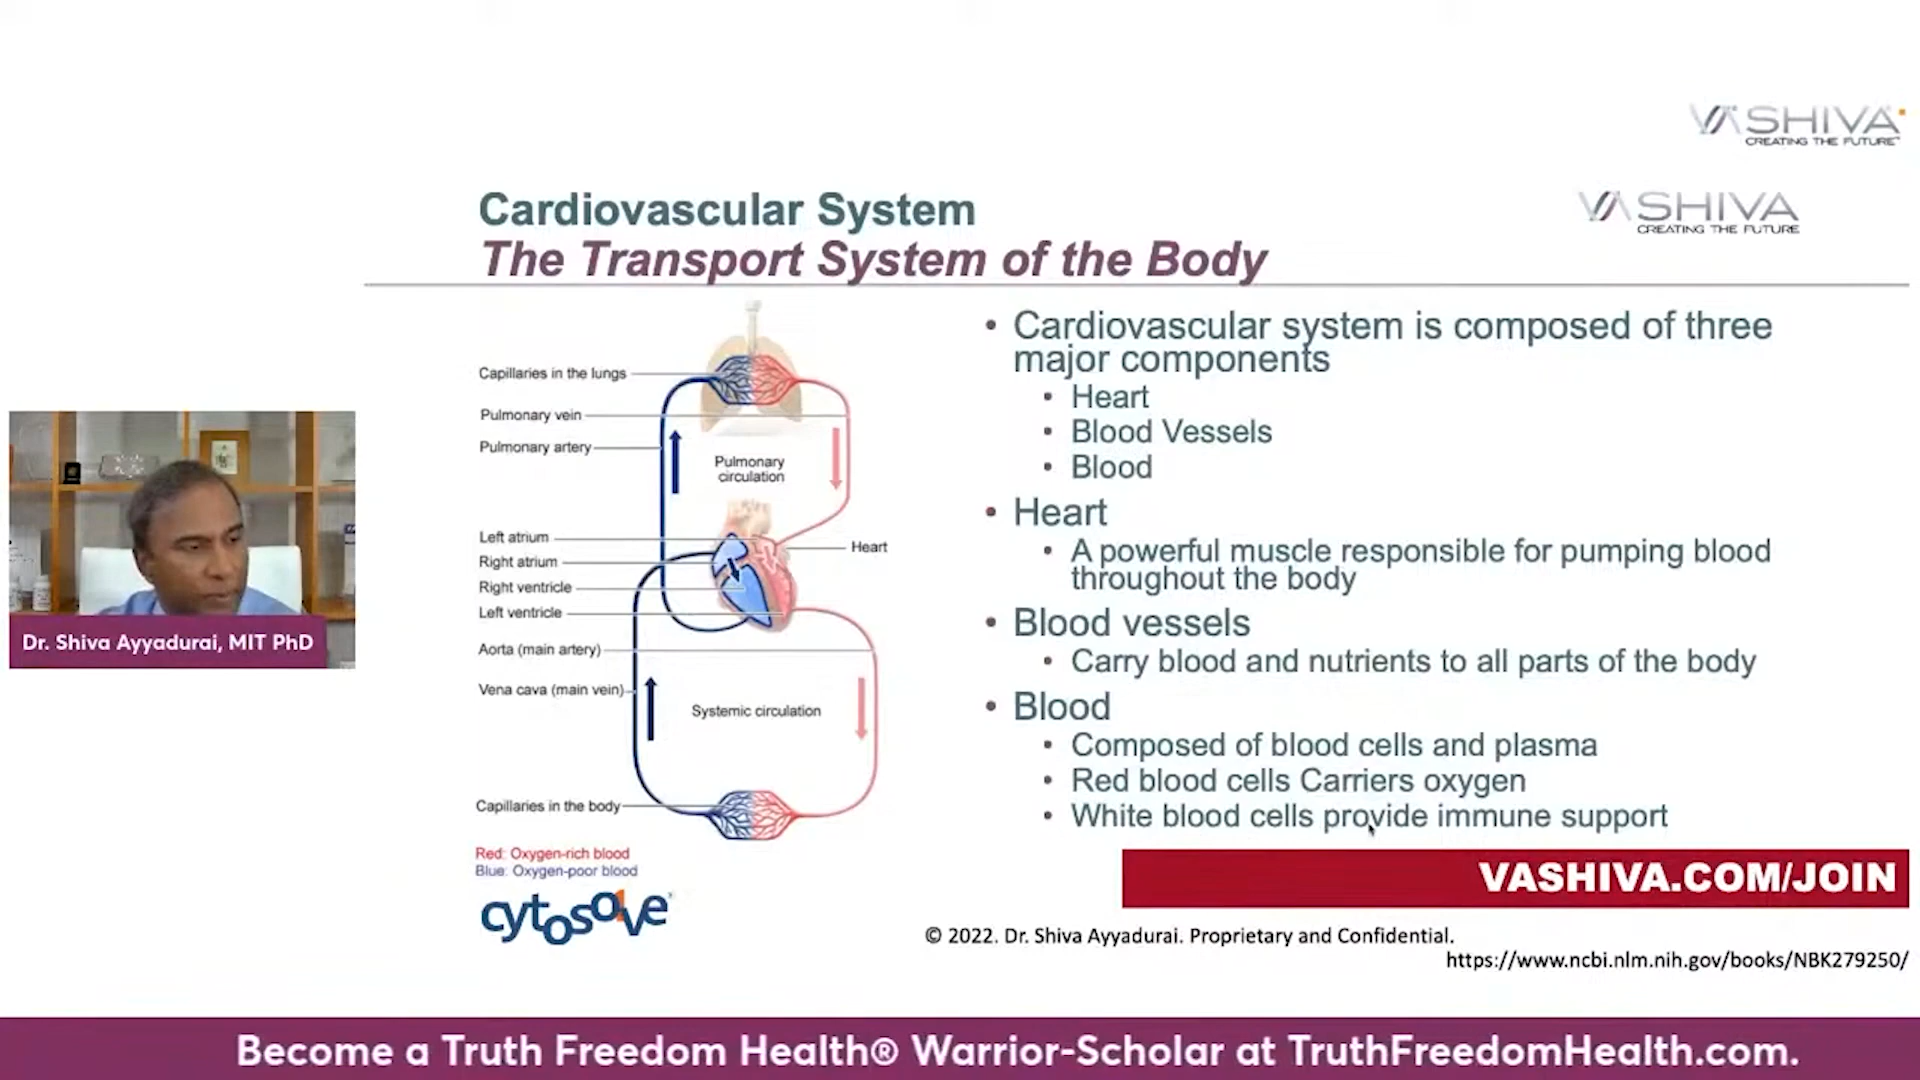 VASHIVA
CREATING THE FUTURE
VASHIVA
CREATING THE FUTURE
Cardiovascular System
The Transport System of the Body
Capillaries in the lungs
Pulmonary vein
Pulmonary artery
Pulmonary
circulation
Left atrium
Heart
Right atrium
Right ventricle
Left ventricle
Aorta (main artery)
Vena cava (main vein)
Systemic circulation
Capillaries in the body
Red: Oxygen-rich blood
Blue: Oxygen-poor blood
cytosolve
• Cardiovascular system is composed of three
major components
• Heart
• Blood Vessels
• Blood
• Heart
• A powerful muscle responsible for pumping blood
throughout the body
• Blood vessels
• Carry blood and nutrients to all parts of the body
• Blood
• Composed of blood cells and plasma
• Red blood cells Carriers oxygen
• White blood cells provide immune support
Dr. Shiva Ayyadurai, MIT PhD
VASHIVA.COM/JOIN
© 2022. Dr. Shiva Ayyadurai. Proprietary and Confidential.
https://www.ncbi.nlm.nih.gov/books/NBK279250/
Become a Truth Freedom Health® Warrior-Scholar at TruthFreedomHealth.com.